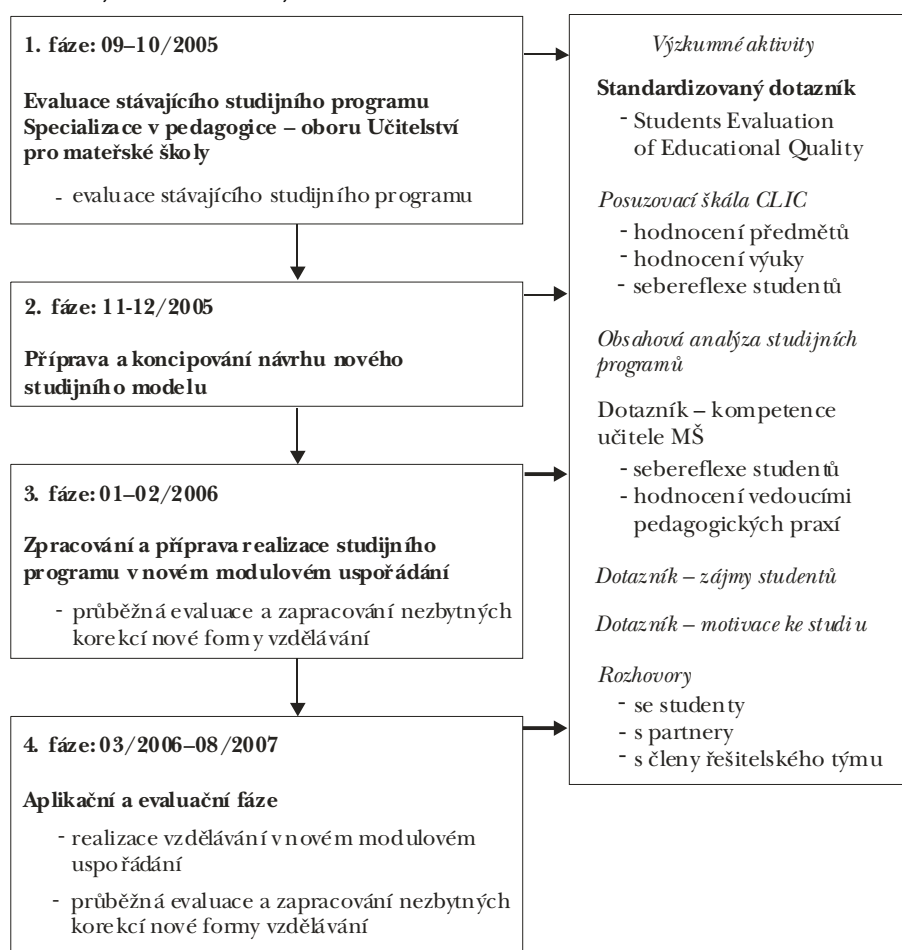 1. fáze: 09–10/2005
Evaluace stávajícího studijního programu
Specializace v pedagogice – oboru Učitelství
pro mateřské školy
- evaluace stávajícího studijního programu
2. fáze: 11-12/2005
Příprava a koncipování návrhu nového
studijního modelu
3. fáze: 01–02/2006
Zpracování a příprava realizace studijního
programu v novém modulovém uspořádání
- průběžná evaluace a zapracování nezbytných
korekcí nové formy vzdělávání
4. fáze: 03/2006–08/2007
Aplikační a evaluační fáze
- realizace vzdělávání v novém modulovém
uspořádání
- průběžná evaluace a zapracování nezbytných
korekcí nové formy vzdělávání
Výzkumné aktivity
Standardizovaný dotazník
- Students Evaluation
of Educational Quality
Posuzovací škála CLIC
- hodnocení předmětů
- hodnocení výuky
- sebereflexe studentů
Obsahová analýza studijních
programů
Dotazník – kompetence
učitele MŠ
- sebereflexe studentů
- hodnocení vedoucími
pedagogických praxí
Dotazník – zájmy studentů
Dotazník – motivace ke studiu
Rozhovory
- se studenty
- s partnery
- s členy řešitelského týmu